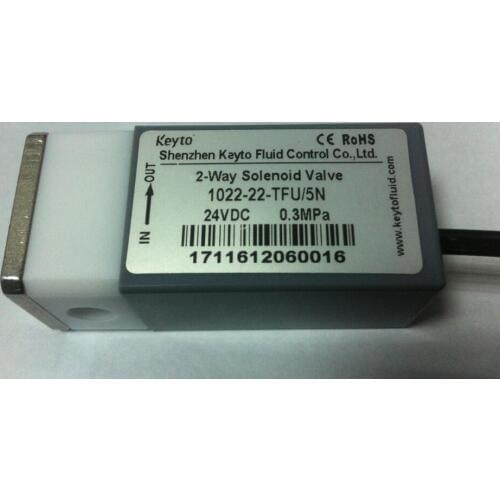 Keyto
CE RoHS
Shenzhen Keyto Fluid Control Co.,Ltd.
2-Way Solenoid Valve
1022-22-TFU/5N
24VDC 0.3MPa
1711612060016
IN → OUT
www.keytofluid.com